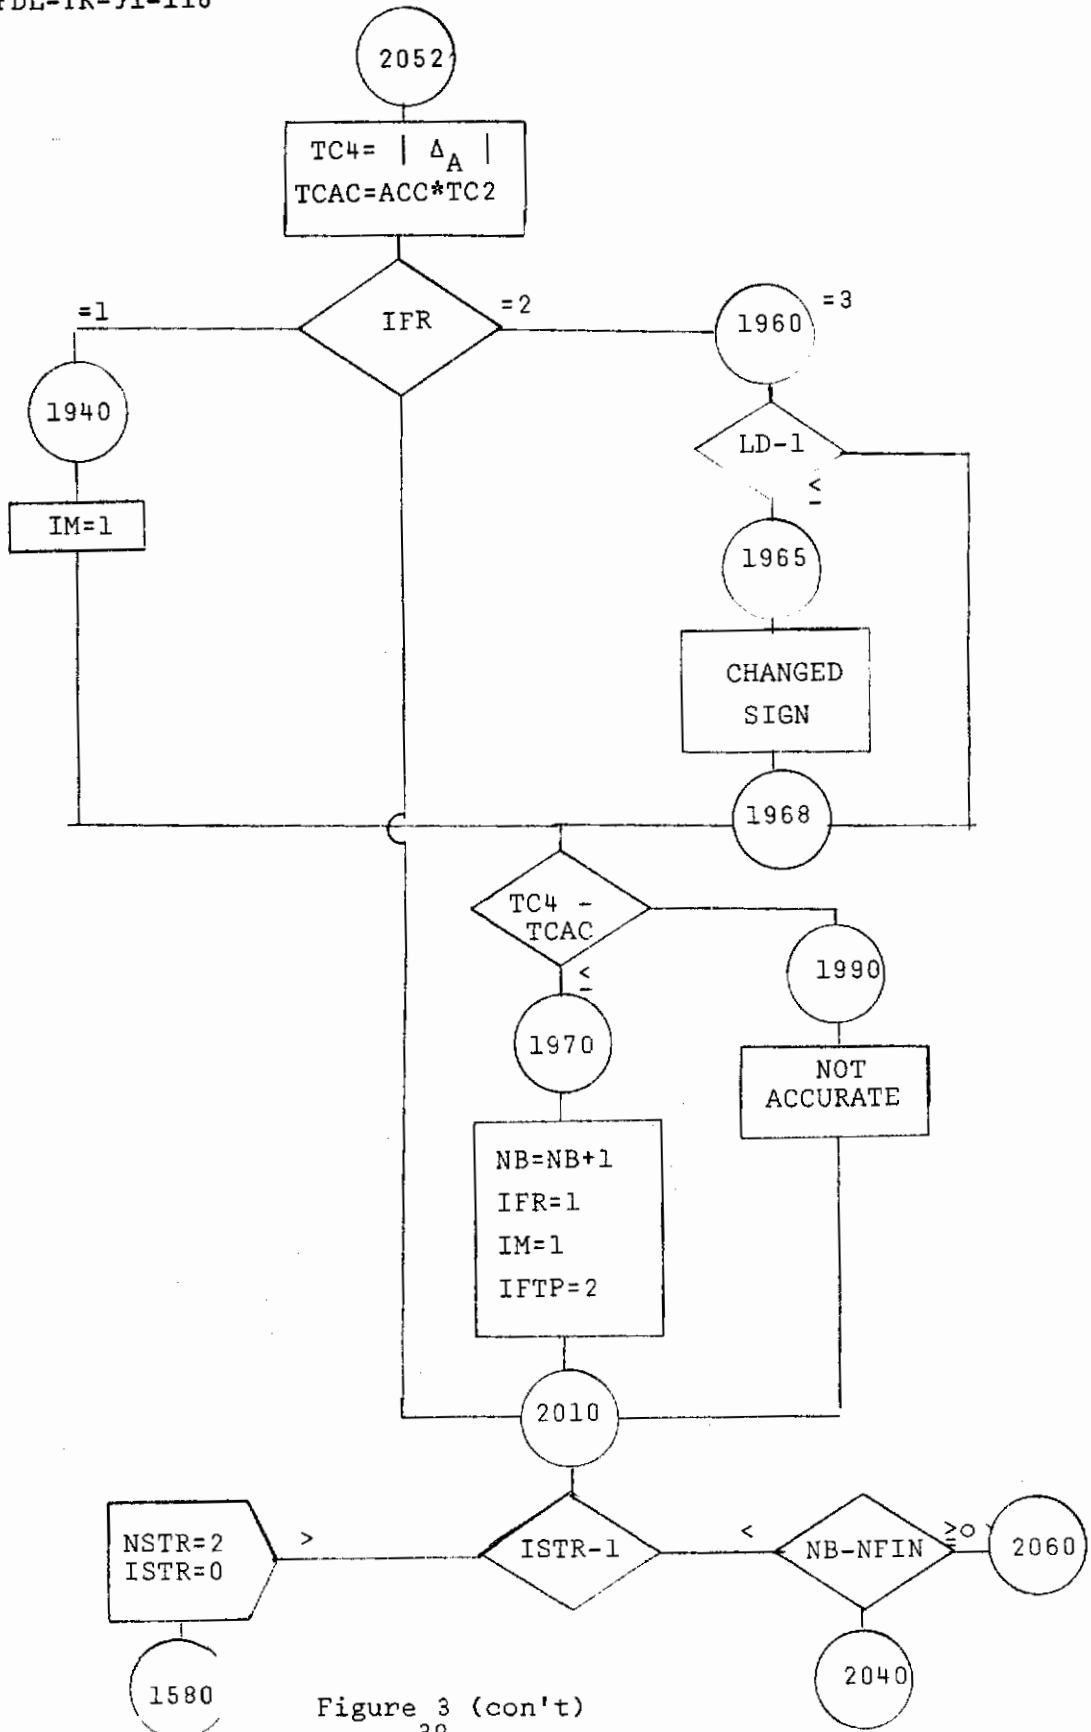 2052
TC4= | ΔA |
TCAC=ACC*TC2
=1
IFR
=2
1960
=3
1940
LD-1
≤
IM=1
1965
CHANGED
SIGN
1968
TC4 -
TCAC
≤
1990
1970
NOT
ACCURATE
NB=NB+1
IFR=1
IM=1
IFTP=2
2010
NSTR=2
ISTR=0
>
ISTR-1
<
NB-NFIN
≥0
2060
1580
2040
Figure 3 (con't)